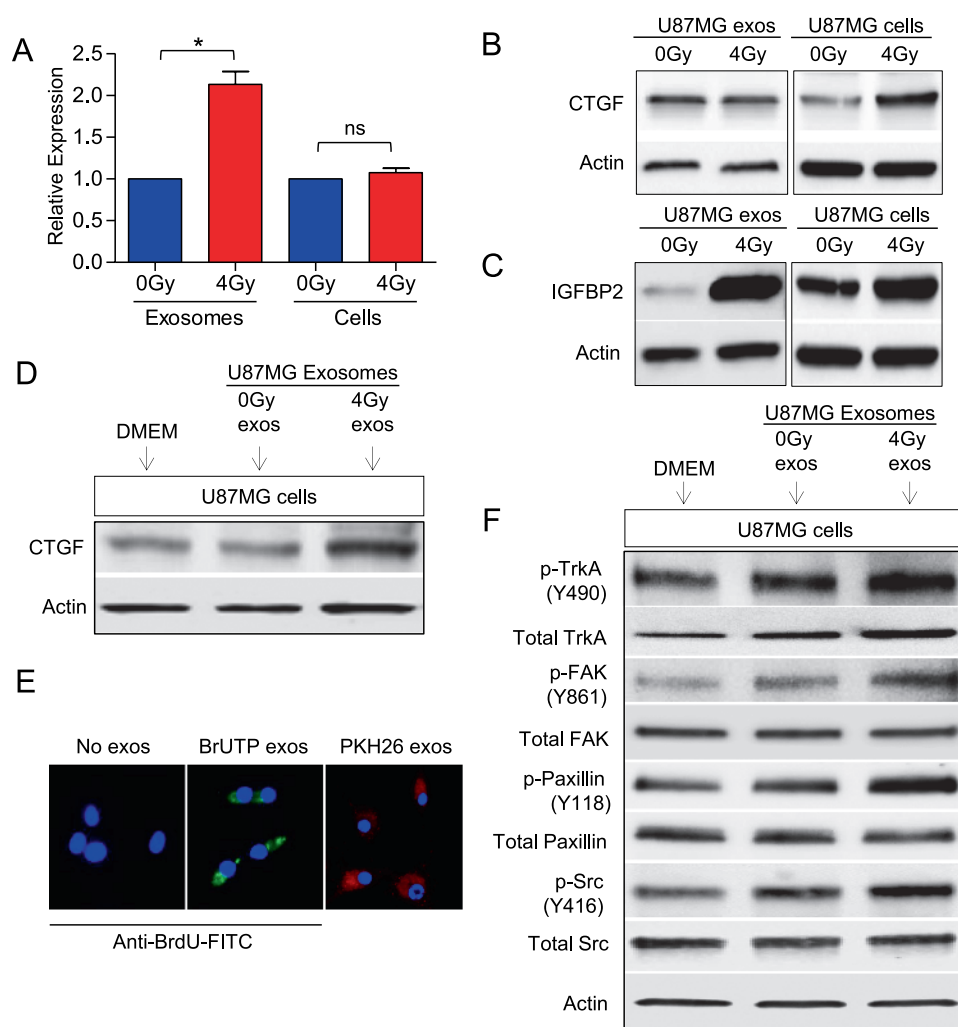 A
Relative Expression
2.5
2.0
1.5
1.0
0.5
0.0
*
ns
0Gy 4Gy 0Gy 4Gy
Exosomes Cells
B
U87MG exos U87MG cells
0Gy 4Gy 0Gy 4Gy
CTGF
Actin
C
U87MG exos U87MG cells
0Gy 4Gy 0Gy 4Gy
IGFBP2
Actin
D
U87MG Exosomes
0Gy 4Gy
DMEM exos exos
U87MG cells
CTGF
Actin
E
No exos BrUTP exos PKH26 exos
Anti-BrdU-FITC
F
U87MG Exosomes
0Gy 4Gy
DMEM exos exos
U87MG cells
p-TrkA
(Y490)
Total TrkA
p-FAK
(Y861)
Total FAK
p-Paxillin
(Y118)
Total Paxillin
p-Src
(Y416)
Total Src
Actin